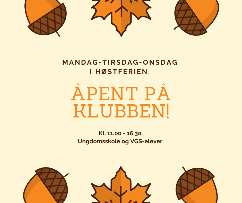 MANDAG-TIRSDAG-ONSDAG
I HØSTFERIEN
ÅPENT PÅ
KLUBBEN!
Kl 11.00 - 16.30
Ungdomsskole og VGS-elever